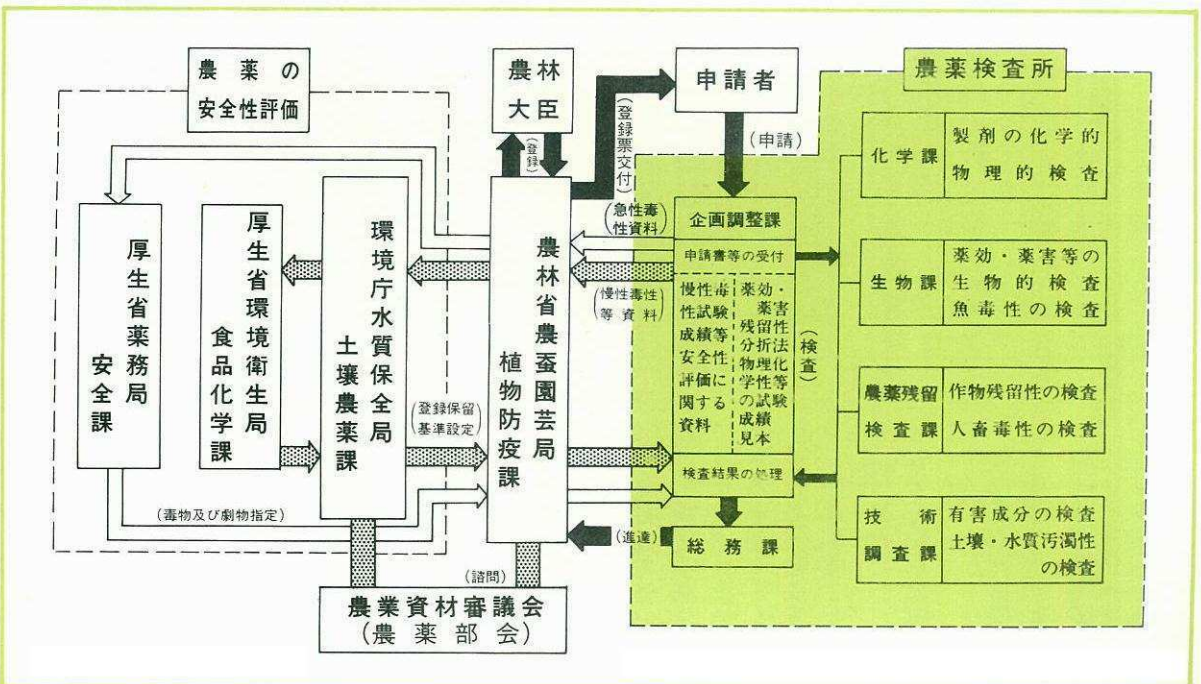 農薬の
安全性評価
農林
大臣
申請者
農薬検査所
(登録)
(登録票交付)
(申請)
厚生省薬務局
安全課
厚生省環境衛生局
食品化学課
環境庁水質保全局
土壌農薬課
農林省農蚕園芸局
植物防疫課
(急性毒
性資料)
(慢性毒性
等資料)
(登録保留
基準設定)
(毒物及び劇物指定)
(諮問)
(進達)
農業資材審議会
(農薬部会)
企画調整課
申請書等の受付
慢性毒
性試験
成績等
安全性
評価に
関する
資料
薬効・
薬害
残留性
分折法
物理化
学性等
の試験
成績
見本
検査結果の処理
総務課
(検査)
化学課
製剤の化学的
物理的検査
生物課
薬効・薬害等の
生物的検査
魚毒性の検査
農薬残留
検査課
作物残留性の検査
人畜毒性の検査
技術
調査課
有害成分の検査
土壌・水質汚濁性
の検査